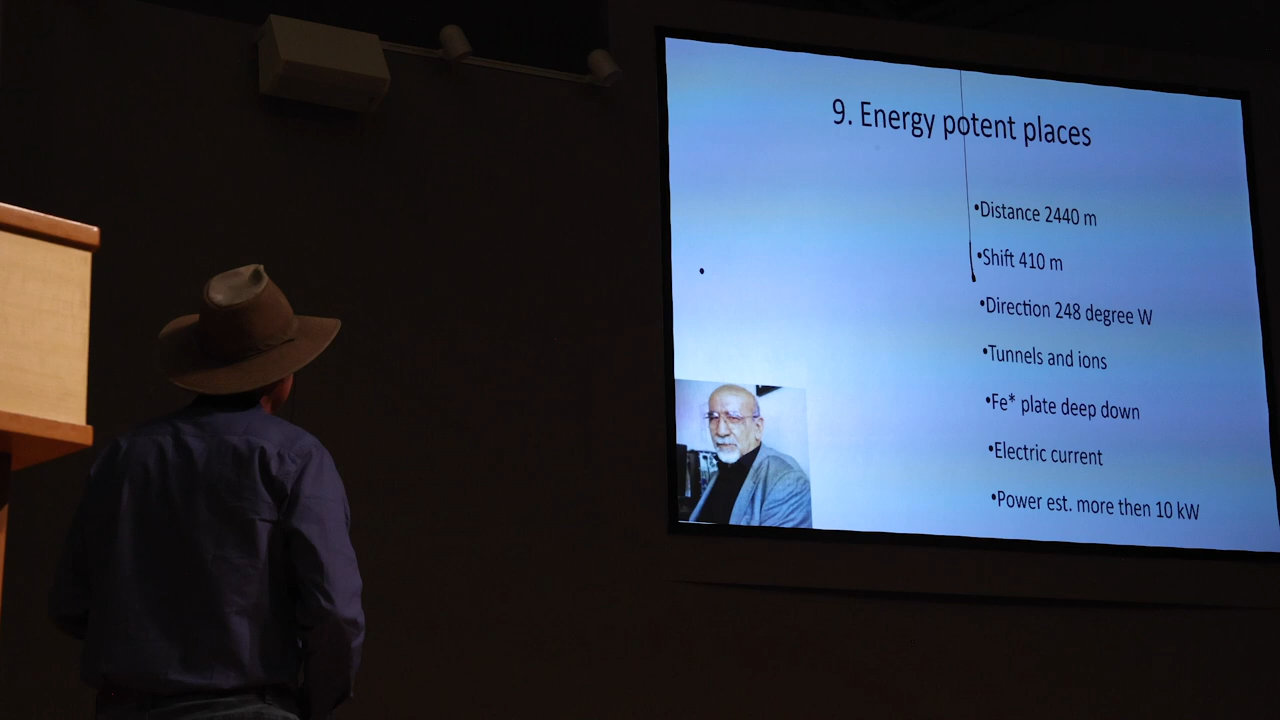 9. Energy potent places
•Distance 2440 m
•Shift 410 m
•Direction 248 degree W
•Tunnels and ions
•Fe* plate deep down
•Electric current
•Power est. more then 10 kW